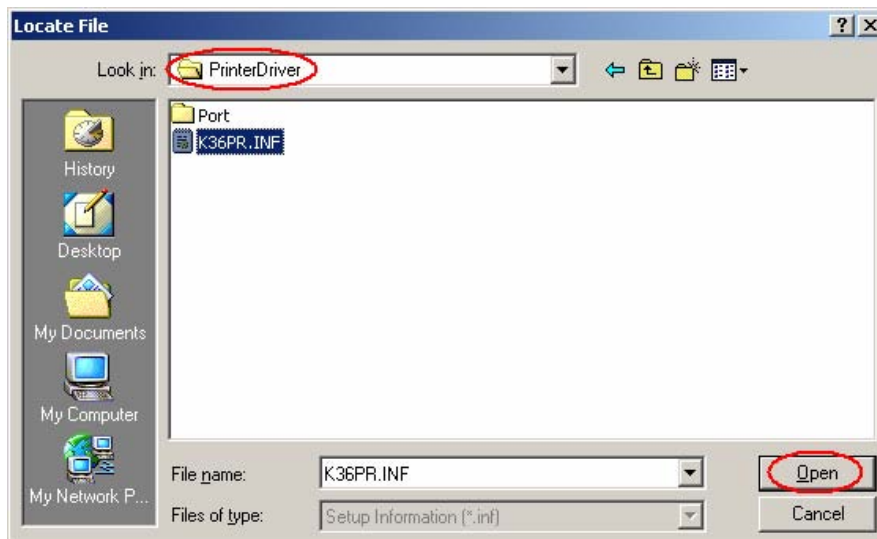 Locate File
Look in: PrinterDriver
Port
K36PR.INF
History
Desktop
My Documents
My Computer
My Network P...
File name: K36PR.INF Open
Files of type: Setup Information (*.inf) Cancel